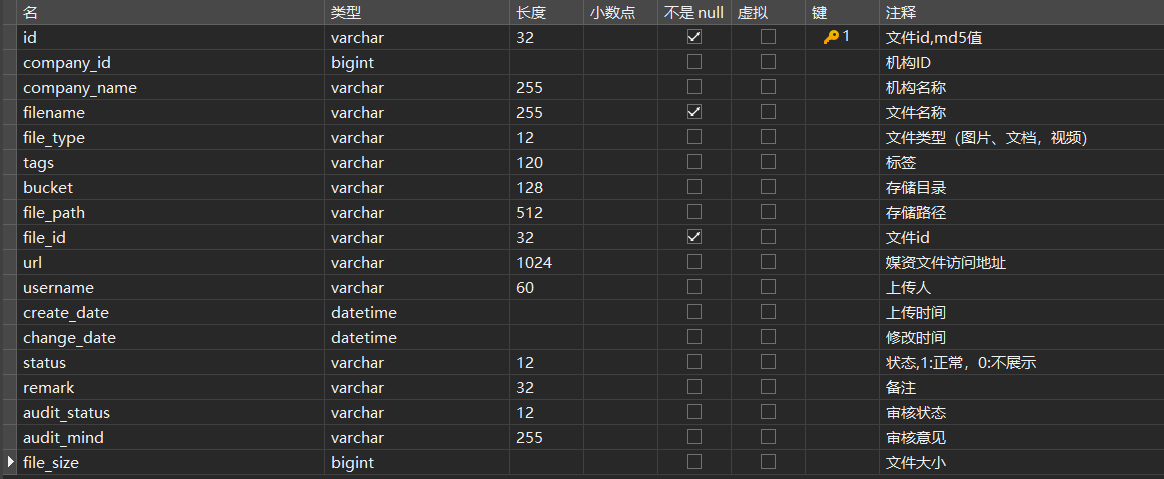 名 类型 长度 小数点 不是 null 虚拟 键 注释
id varchar 32 1 文件id,md5值
company_id bigint 机构ID
company_name varchar 255 机构名称
filename varchar 255 文件名称
file_type varchar 12 文件类型（图片、文档，视频）
tags varchar 120 标签
bucket varchar 128 存储目录
file_path varchar 512 存储路径
file_id varchar 32 文件id
url varchar 1024 媒资文件访问地址
username varchar 60 上传人
create_date datetime 上传时间
change_date datetime 修改时间
status varchar 12 状态,1:正常，0:不展示
remark varchar 32 备注
audit_status varchar 12 审核状态
audit_mind varchar 255 审核意见
file_size bigint 文件大小